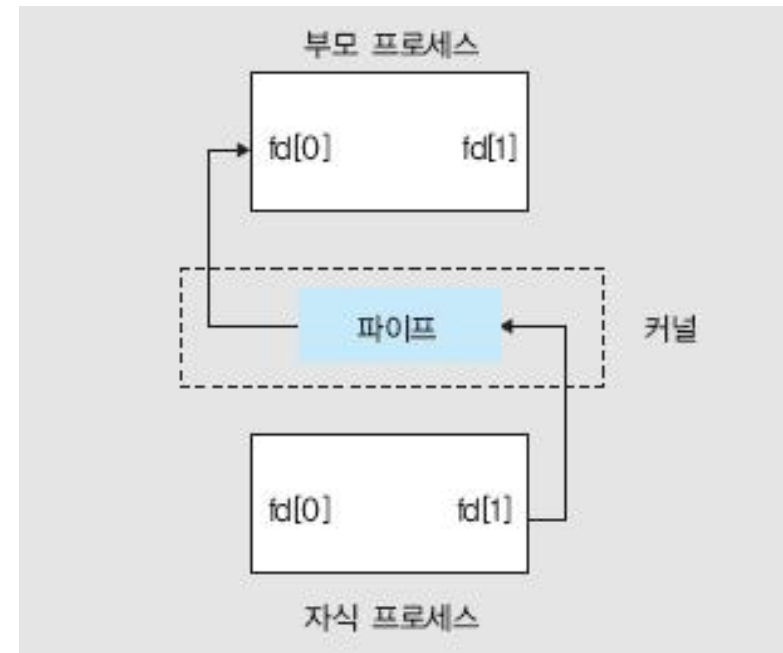 부모 프로세스
fd[0] fd[1]
파이프
커널
fd[0] fd[1]
자식 프로세스